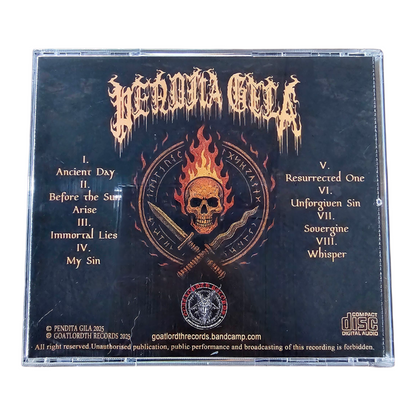 PENDITA GILA
I.
Ancient Day
II.
Before the Sun
Arise
III.
Immortal Lies
IV.
My Sin
V.
Resurrected One
VI.
Unforgiven Sin
VII.
Sovergine
VIII.
Whisper
© PENDITA GILA 2025
℗ GOATLORDTH RECORDS 2025
goatlordthrecords.bandcamp.com
COMPACT
disc
DIGITAL AUDIO
All right reserved.Unauthorised publication, public performance and broadcasting of this recording is forbidden.